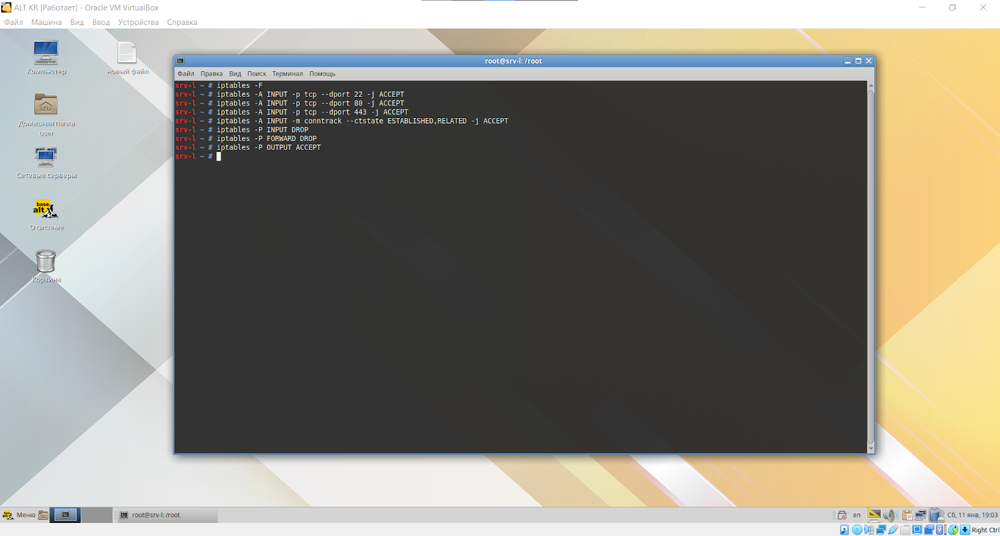 ALT KR [Работает] - Oracle VM VirtualBox
Файл Машина Вид Ввод Устройства Справка
Компьютер
новый файл
Домашняя папка
user
Сетевые серверы
base
alt
О системе
Корзина
root@srv-l: /root
Файл Правка Вид Поиск Терминал Помощь
srv-l ~ # iptables -F
srv-l ~ # iptables -A INPUT -p tcp --dport 22 -j ACCEPT
srv-l ~ # iptables -A INPUT -p tcp --dport 80 -j ACCEPT
srv-l ~ # iptables -A INPUT -p tcp --dport 443 -j ACCEPT
srv-l ~ # iptables -A INPUT -m conntrack --ctstate ESTABLISHED,RELATED -j ACCEPT
srv-l ~ # iptables -P INPUT DROP
srv-l ~ # iptables -P FORWARD DROP
srv-l ~ # iptables -P OUTPUT ACCEPT
srv-l ~ #
Меню root@srv-l: /root en Сб, 11 янв, 19:03
Right Ctrl